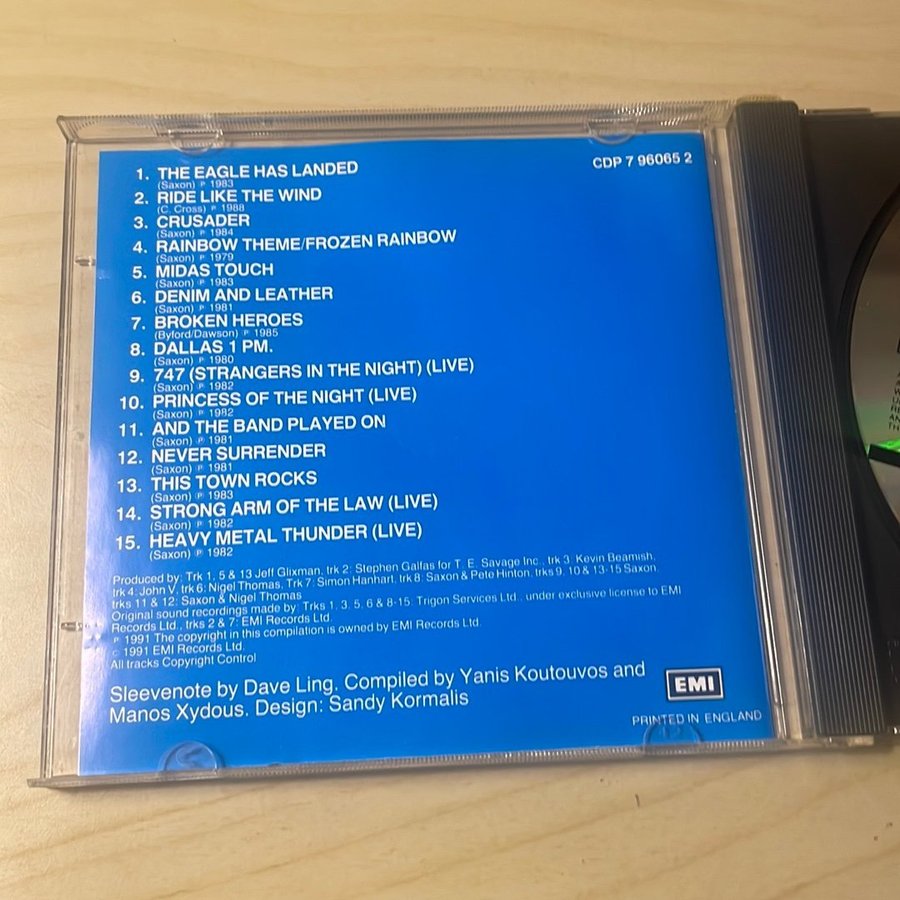 CDP 7 96065 2
1. THE EAGLE HAS LANDED
(Saxon) ℗ 1983
2. RIDE LIKE THE WIND
(C. Cross) ℗ 1988
3. CRUSADER
(Saxon) ℗ 1984
4. RAINBOW THEME/FROZEN RAINBOW
(Saxon) ℗ 1979
5. MIDAS TOUCH
(Saxon) ℗ 1983
6. DENIM AND LEATHER
(Saxon) ℗ 1981
7. BROKEN HEROES
(Byford/Dawson) ℗ 1985
8. DALLAS 1 PM.
(Saxon) ℗ 1980
9. 747 (STRANGERS IN THE NIGHT) (LIVE)
(Saxon) ℗ 1982
10. PRINCESS OF THE NIGHT (LIVE)
(Saxon) ℗ 1982
11. AND THE BAND PLAYED ON
(Saxon) ℗ 1981
12. NEVER SURRENDER
(Saxon) ℗ 1981
13. THIS TOWN ROCKS
(Saxon) ℗ 1983
14. STRONG ARM OF THE LAW (LIVE)
(Saxon) ℗ 1982
15. HEAVY METAL THUNDER (LIVE)
(Saxon) ℗ 1982
Produced by: Trk 1, 5 & 13 Jeff Glixman, trk 2: Stephen Galfas for T. E. Savage Inc., trk 3: Kevin Beamish,
trk 4: John V, trk 6: Nigel Thomas, Trk 7: Simon Hanhart, trk 8: Saxon & Pete Hinton, trks 9, 10 & 13-15 Saxon,
trks 11 & 12: Saxon & Nigel Thomas
Original sound recordings made by: Trks 1, 3, 5, 6 & 8-15: Trigon Services Ltd., under exclusive license to EMI
Records Ltd., trks 2 & 7: EMI Records Ltd.
℗ 1991 The copyright in this compilation is owned by EMI Records Ltd.
© 1991 EMI Records Ltd.
All tracks Copyright Control
Sleevenote by Dave Ling. Compiled by Yanis Koutouvos and
Manos Xydous. Design: Sandy Kormalis
EMI
PRINTED IN ENGLAND